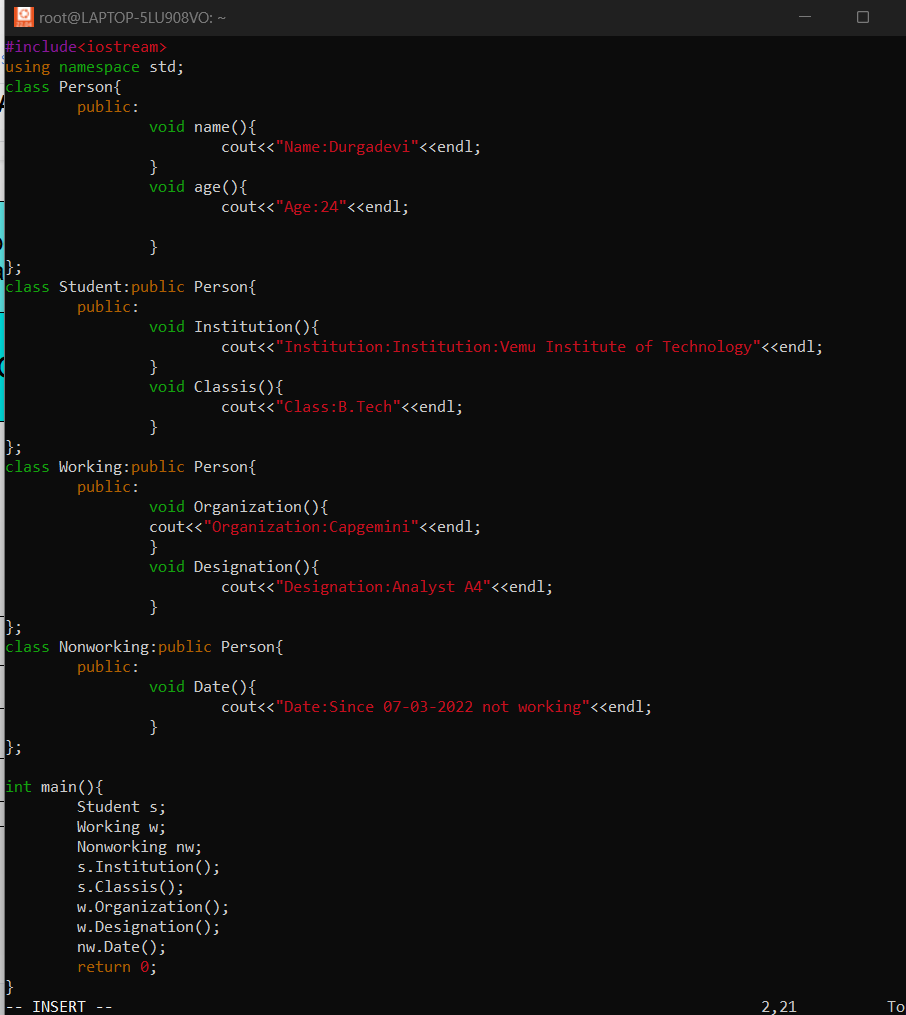 root@LAPTOP-5LU908VO: ~
#include<iostream>
using namespace std;
class Person{
public:
void name(){
cout<<"Name:Durgadevi"<<endl;
}
void age(){
cout<<"Age:24"<<endl;
}
};
class Student:public Person{
public:
void Institution(){
cout<<"Institution:Institution:Vemu Institute of Technology"<<endl;
}
void Classis(){
cout<<"Class:B.Tech"<<endl;
}
};
class Working:public Person{
public:
void Organization(){
cout<<"Organization:Capgemini"<<endl;
}
void Designation(){
cout<<"Designation:Analyst A4"<<endl;
}
};
class Nonworking:public Person{
public:
void Date(){
cout<<"Date:Since 07-03-2022 not working"<<endl;
}
};
int main(){
Student s;
Working w;
Nonworking nw;
s.Institution();
s.Classis();
w.Organization();
w.Designation();
nw.Date();
return 0;
}
-- INSERT -- 2,21 To